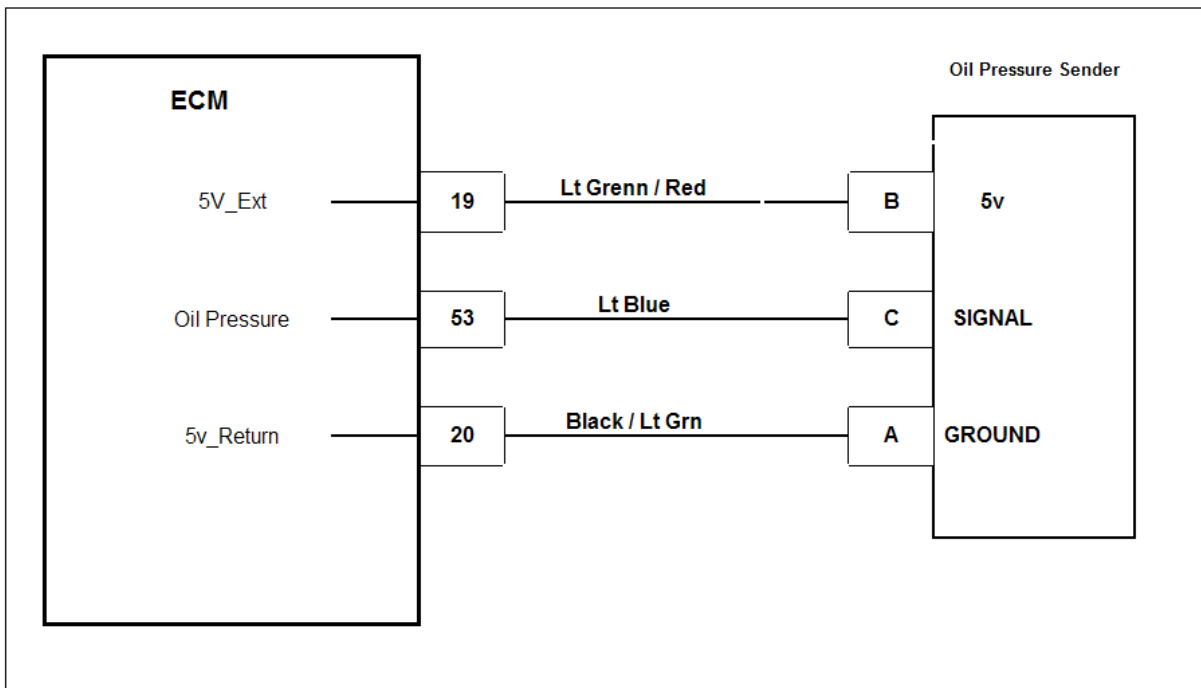 Oil Pressure Sender
ECM
5V_Ext
19
Lt Grenn / Red
B
5v
Oil Pressure
53
Lt Blue
C
SIGNAL
5v_Return
20
Black / Lt Grn
A
GROUND